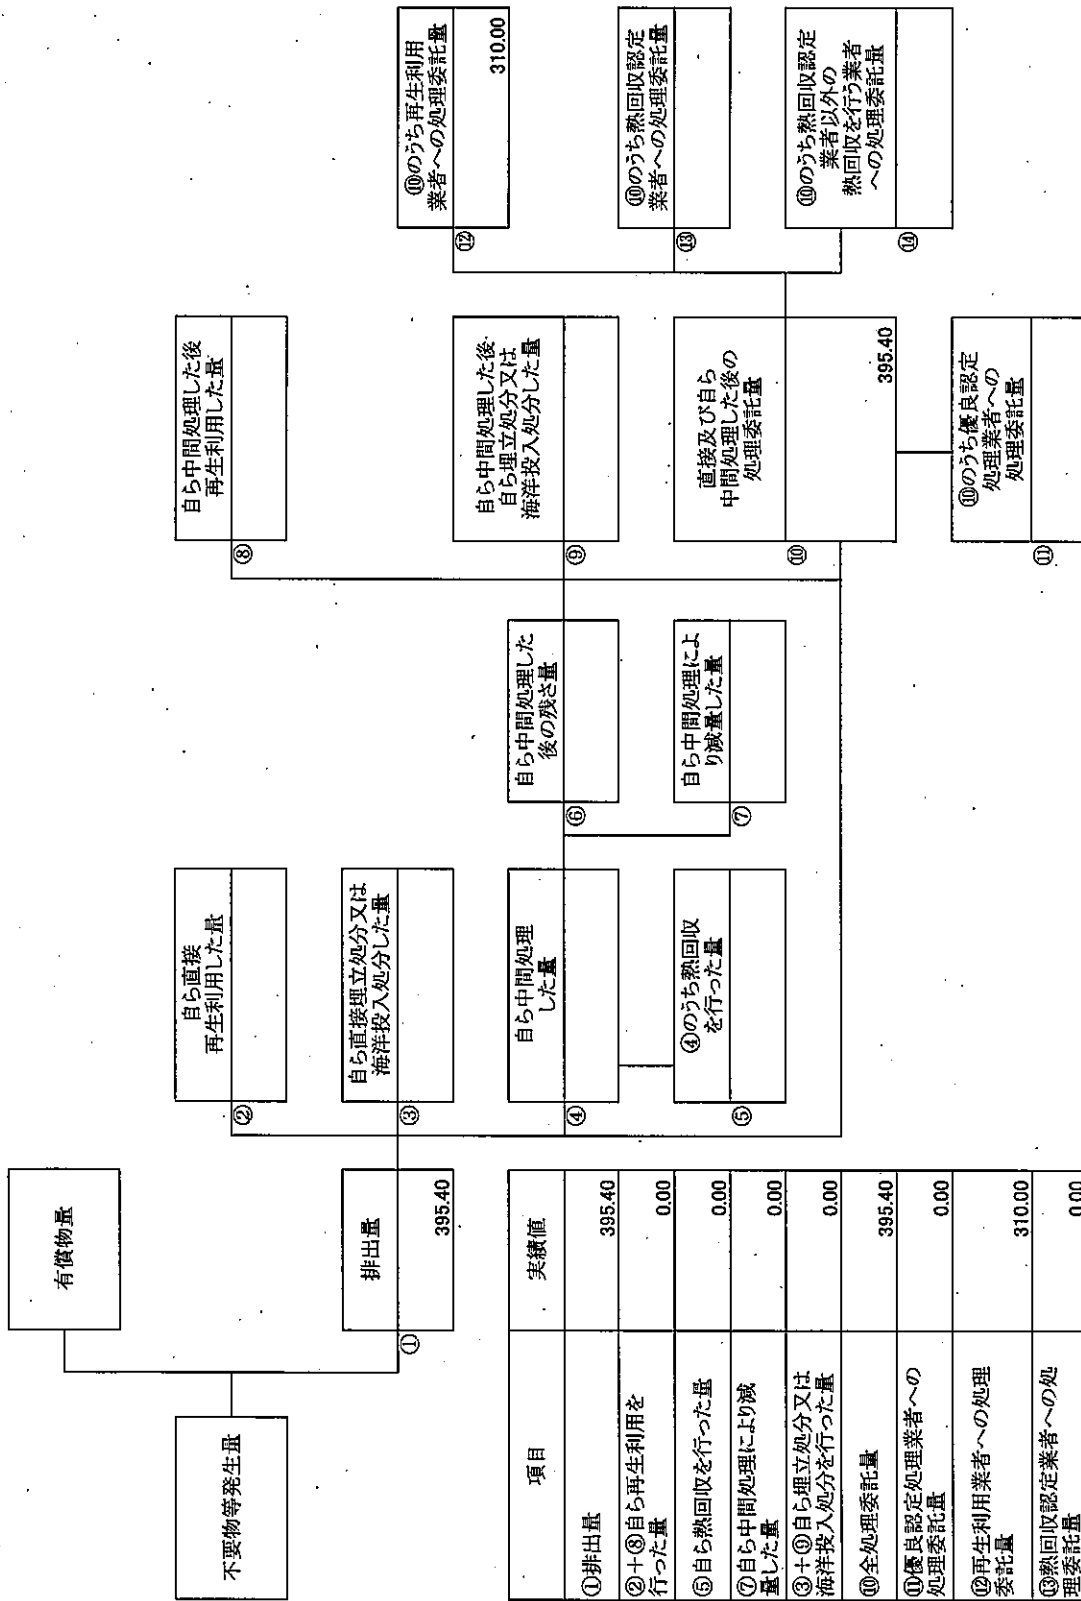 不要物等発生量
有償物量
排出量
①
395.40
②
自ら直接
再生利用した量
③
自ら直接埋立処分又は
海洋投入処分した量
④
自ら中間処理
した量
⑤
④のうち熱回収
を行った量
⑥
自ら中間処理した
後の残さ量
⑦
自ら中間処理によ
り減量した量
⑧
自ら中間処理した後
再生利用した量
⑨
自ら中間処理した後
自ら埋立処分又は
海洋投入処分した量
⑩
直接及び自ら
中間処理した後の
処理委託量
395.40
⑪
⑩のうち優良認定
処理業者への
処理委託量
⑫
⑩のうち再生利用
業者への処理委託量
310.00
⑬
⑩のうち熱回収認定
業者への処理委託量
⑭
⑩のうち熱回収認定
業者以外の
熱回収を行う業者
への処理委託量
項目 実績値
①排出量 395.40
②+⑧自ら再生利用を
行った量 0.00
⑤自ら熱回収を行った量 0.00
⑦自ら中間処理により減
量した量 0.00
③+⑨自ら埋立処分又は
海洋投入処分を行った量 0.00
⑩全処理委託量 395.40
⑪優良認定処理業者への
処理委託量 0.00
⑫再生利用業者への処理
委託量 310.00
⑬熱回収認定業者への処
理委託量 0.00